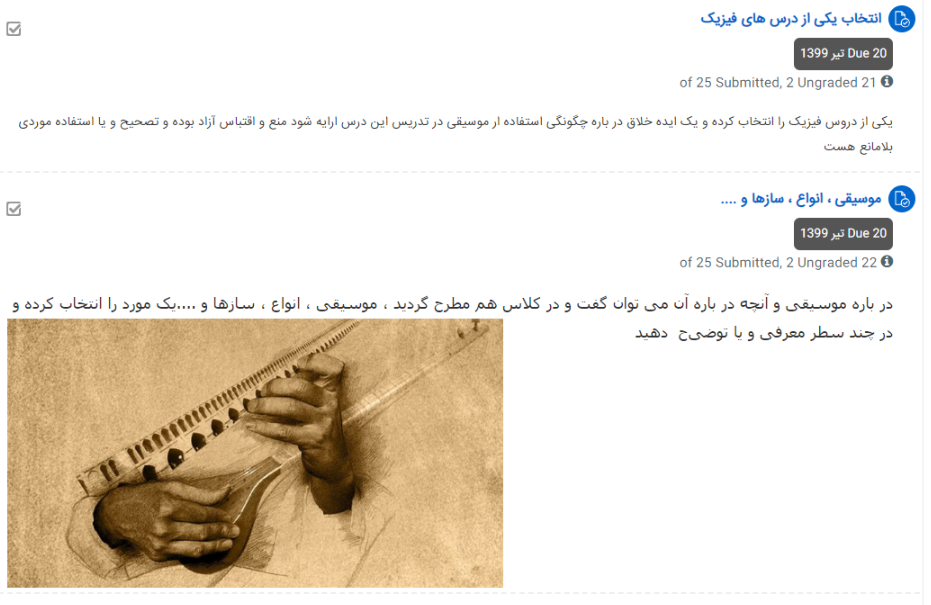 انتخاب یکی از درس های فیزیک
Due 20 تیر 1399
21 of 25 Submitted, 2 Ungraded
یکی از دروس فیزیک را انتخاب کرده و یک ایده خلاق در باره چگونگی استفاده ار موسیقی در تدریس این درس ارایه شود منع و اقتباس آزاد بوده و تصحیح و یا استفاده موردی
بلامانع هست
موسیقی ، انواع ، سازها و ....
Due 20 تیر 1399
22 of 25 Submitted, 2 Ungraded
در باره موسیقی و آنچه در باره آن می توان گفت و در کلاس هم مطرح گردید ، موسیقی ، انواع ، سازها و ....یک مورد را انتخاب کرده و
در چند سطر معرفی و یا توضیح دهید